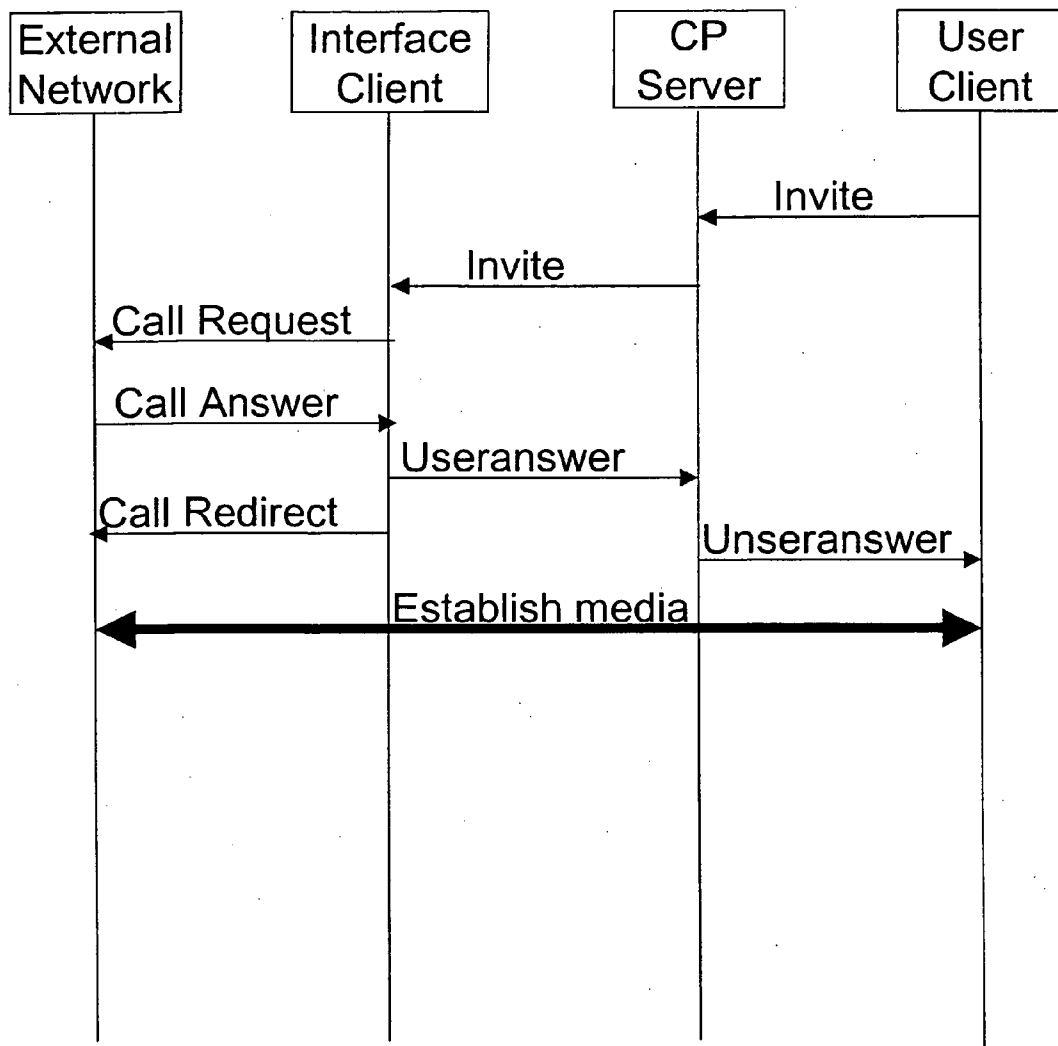 External
Network
Interface
Client
CP
Server
User
Client
Invite
Invite
Call Request
Call Answer
Useranswer
Call Redirect
Unseranswer
Establish media